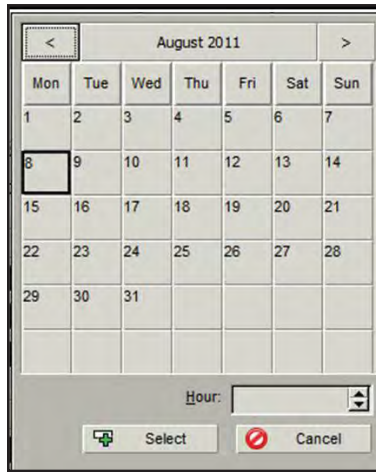 < August 2011 >
Mon Tue Wed Thu Fri Sat Sun
1 2 3 4 5 6 7
8 9 10 11 12 13 14
15 16 17 18 19 20 21
22 23 24 25 26 27 28
29 30 31
Hour:
Select Cancel